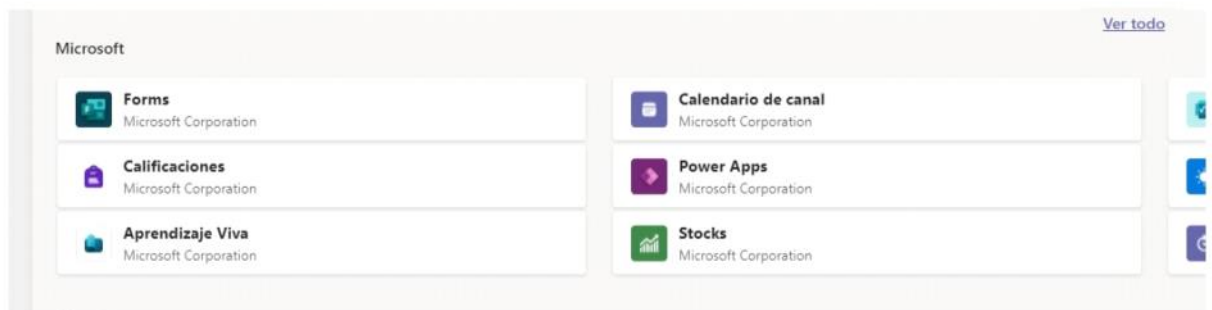 Ver todo
Microsoft
Forms
Microsoft Corporation
Calendario de canal
Microsoft Corporation
Calificaciones
Microsoft Corporation
Power Apps
Microsoft Corporation
Aprendizaje Viva
Microsoft Corporation
Stocks
Microsoft Corporation